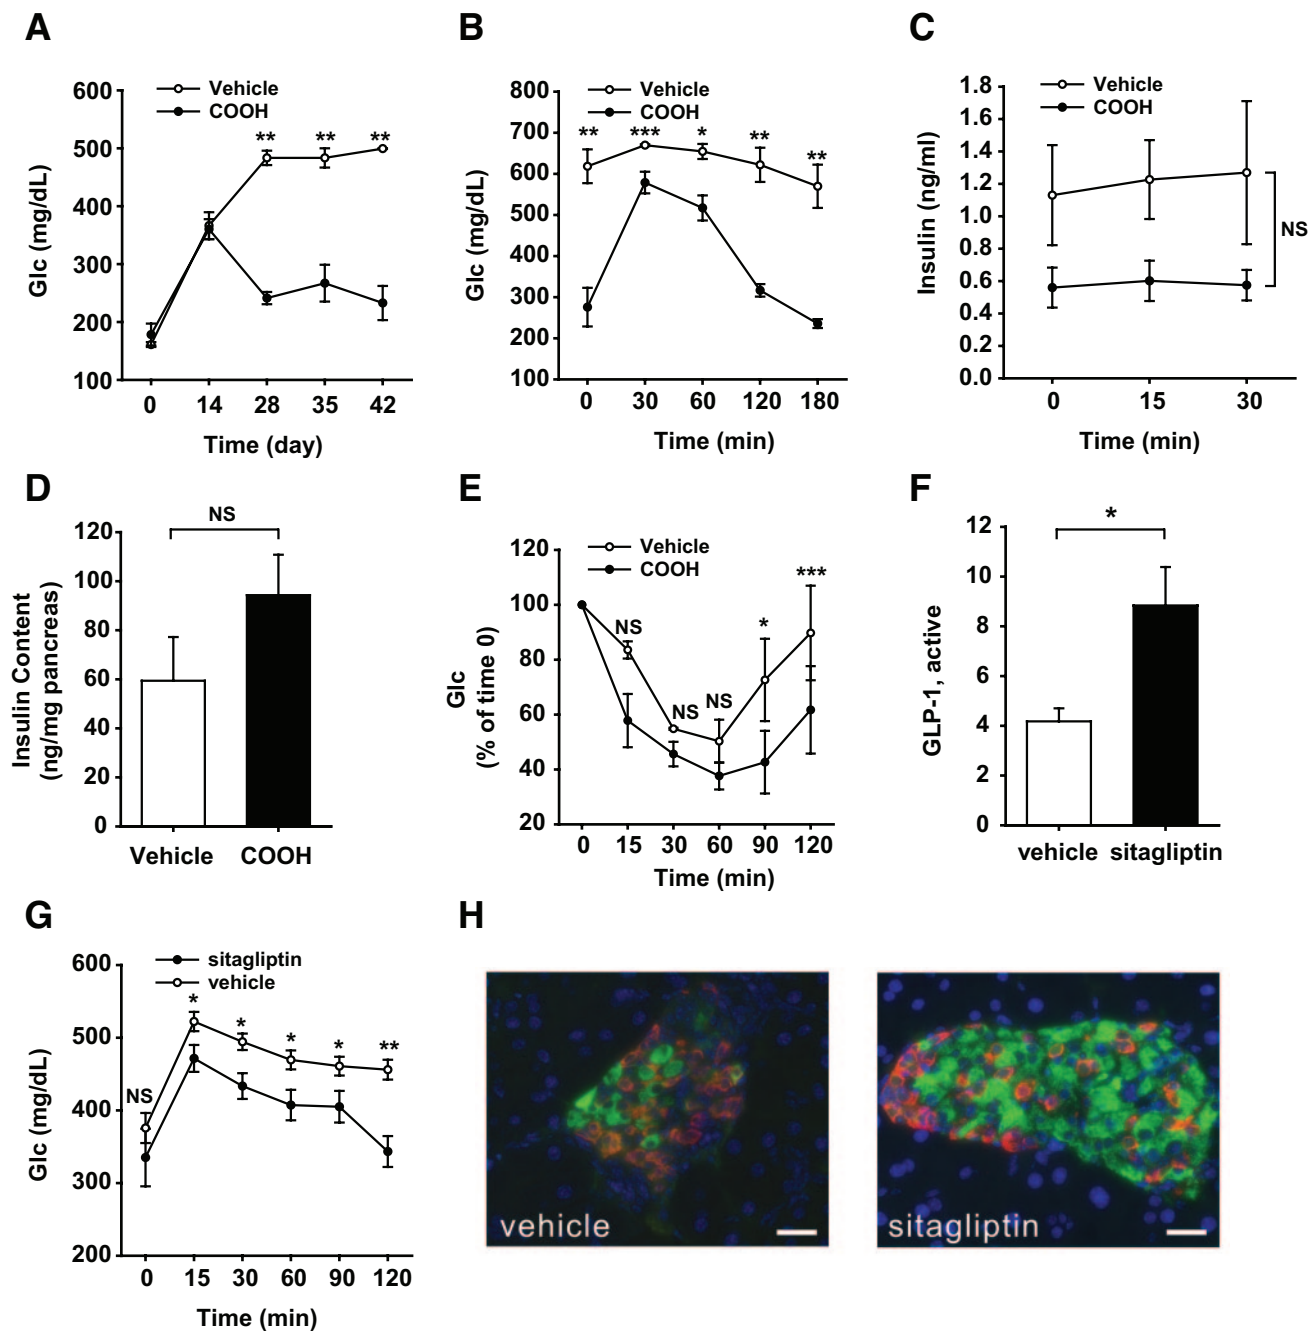 A
Vehicle
COOH
600
500
400
300
200
100
** ** **
Glc (mg/dL)
0 14 28 35 42
Time (day)
B
Vehicle
COOH
800
700
600
500
400
300
200
100
** *** * ** **
Glc (mg/dL)
0 30 60 120 180
Time (min)
C
Vehicle
COOH
1.8
1.6
1.4
1.2
1.0
0.8
0.6
0.4
0.2
0.0
NS
Insulin (ng/ml)
0 15 30
Time (min)
D
NS
120
100
80
60
40
20
0
Insulin Content
(ng/mg pancreas)
Vehicle COOH
E
Vehicle
COOH
120
100
80
60
40
20
NS NS NS * ***
Glc
(% of time 0)
0 15 30 60 90 120
Time (min)
F
*
12
10
8
6
4
2
0
GLP-1, active
vehicle sitagliptin
G
sitagliptin
vehicle
600
500
400
300
200
NS * * * * **
Glc (mg/dL)
0 15 30 60 90 120
Time (min)
H
vehicle
sitagliptin